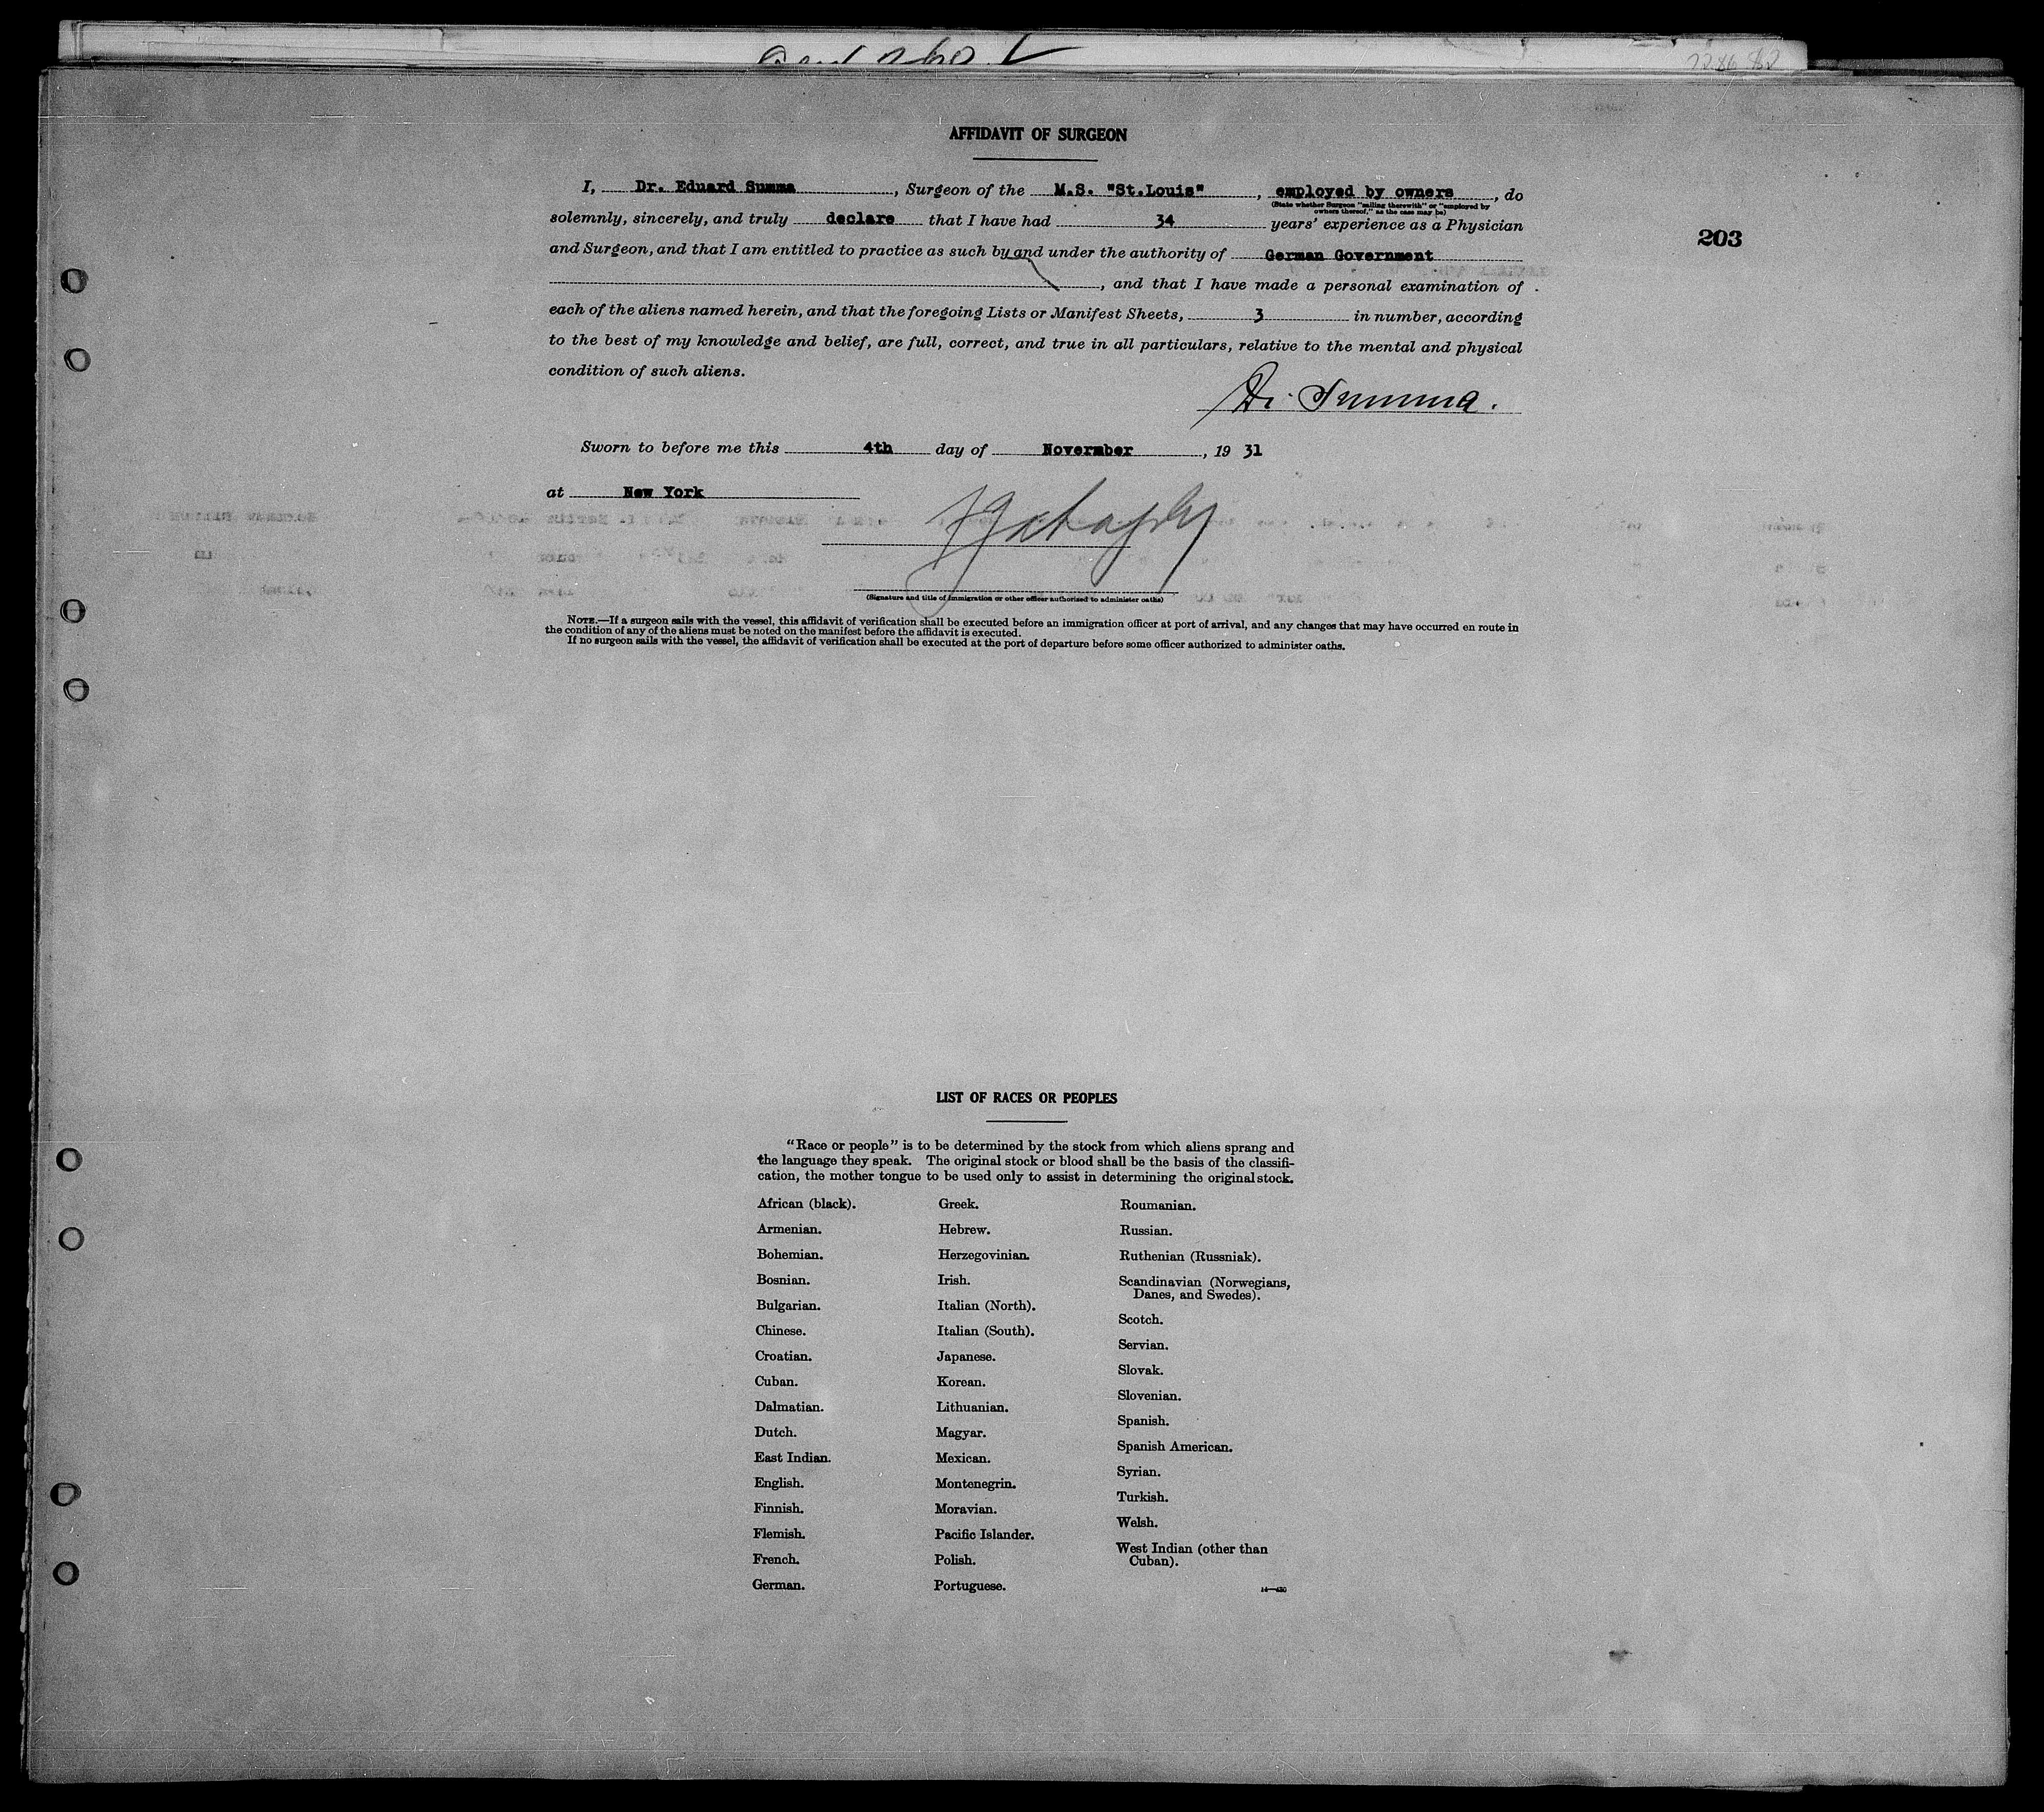 AFFIDAVIT OF SURGEON
I, Dr. Eduard Summa, Surgeon of the M.S. "St.Louis", employed by owners, do
(State whether Surgeon "sailing therewith" or "employed by
owners thereof," as the case may be)
solemnly, sincerely, and truly declare that I have had 34 years' experience as a Physician
203
and Surgeon, and that I am entitled to practice as such by and under the authority of German Government
, and that I have made a personal examination of
each of the aliens named herein, and that the foregoing Lists or Manifest Sheets, 3 in number, according
to the best of my knowledge and belief, are full, correct, and true in all particulars, relative to the mental and physical
condition of such aliens.
Dr. Summa.
Sworn to before me this 4th day of Novermber, 19 31
at New York
(Signature and title of immigration or other officer authorized to administer oaths)
NOTE.—If a surgeon sails with the vessel, this affidavit of verification shall be executed before an immigration officer at port of arrival, and any changes that may have occurred en route in
the condition of any of the aliens must be noted on the manifest before the affidavit is executed.
If no surgeon sails with the vessel, the affidavit of verification shall be executed at the port of departure before some officer authorized to administer oaths.
LIST OF RACES OR PEOPLES
"Race or people" is to be determined by the stock from which aliens sprang and
the language they speak. The original stock or blood shall be the basis of the classifi-
cation, the mother tongue to be used only to assist in determining the original stock.
African (black).
Armenian.
Bohemian.
Bosnian.
Bulgarian.
Chinese.
Croatian.
Cuban.
Dalmatian.
Dutch.
East Indian.
English.
Finnish.
Flemish.
French.
German.
Greek.
Hebrew.
Herzegovinian.
Irish.
Italian (North).
Italian (South).
Japanese.
Korean.
Lithuanian.
Magyar.
Mexican.
Montenegrin.
Moravian.
Pacific Islander.
Polish.
Portuguese.
Roumanian.
Russian.
Ruthenian (Russniak).
Scandinavian (Norwegians,
Danes, and Swedes).
Scotch.
Servian.
Slovak.
Slovenian.
Spanish.
Spanish American.
Syrian.
Turkish.
Welsh.
West Indian (other than
Cuban).